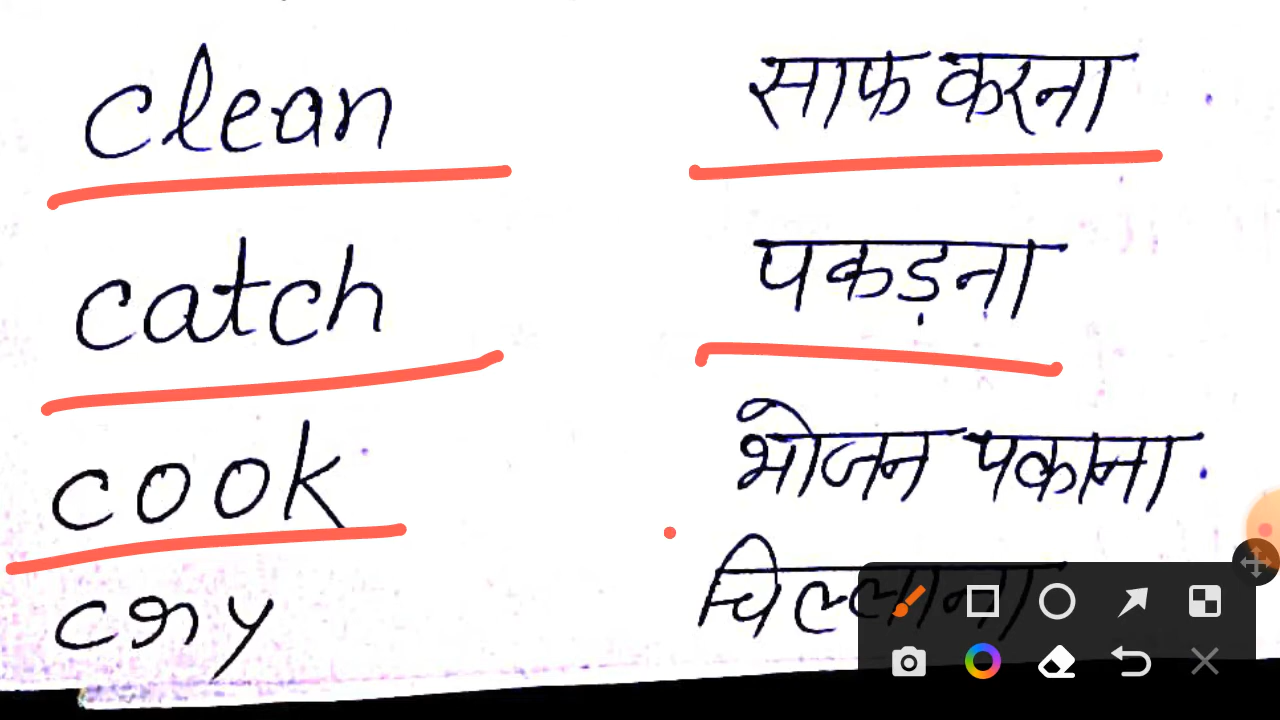 clean साफ करना
catch पकड़ना
cook भोजन पकाना
cry चिल्लाना